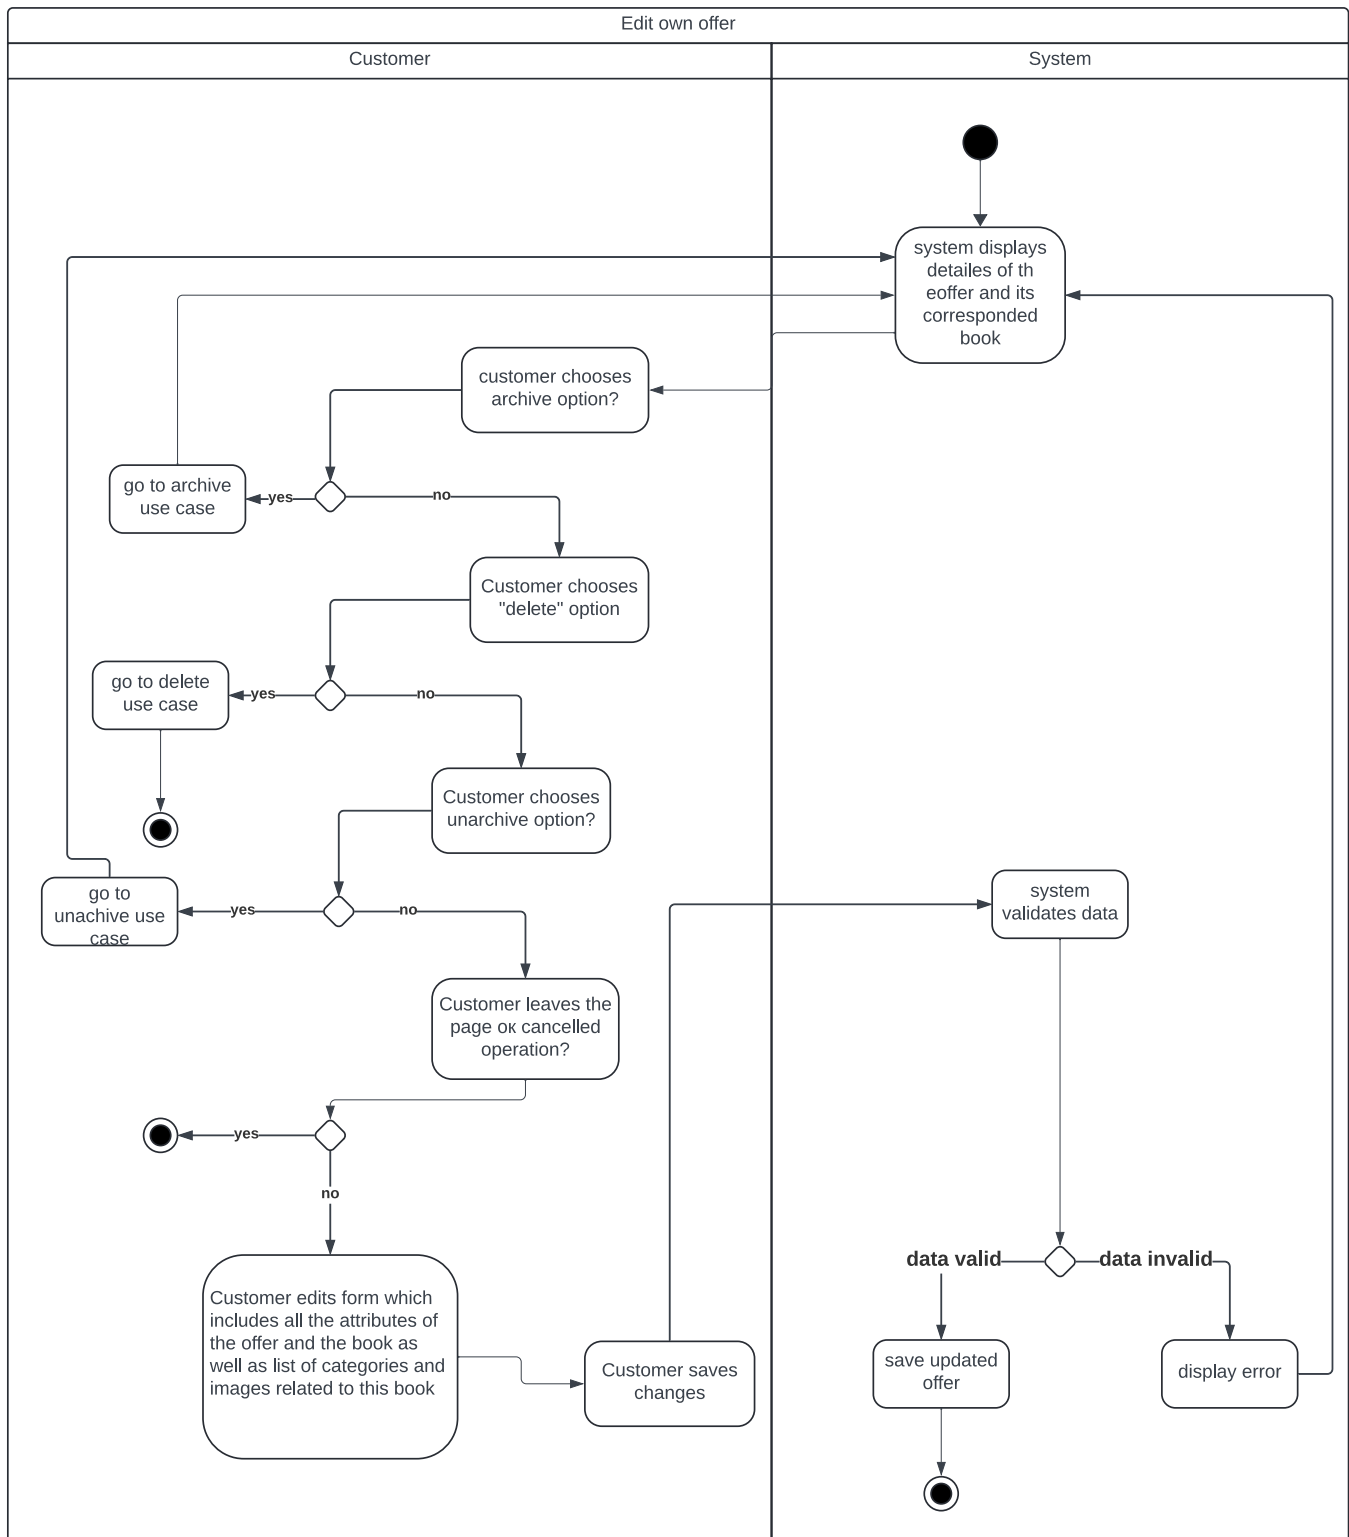 Edit own offer
Customer
System
system displays
detailes of th
eoffer and its
corresponded
book
customer chooses
archive option?
go to archive
use case
yes
no
Customer chooses
"delete" option
go to delete
use case
yes
no
Customer chooses
unarchive option?
go to
unachive use
case
yes
no
system
validates data
Customer leaves the
page ок cancelled
operation?
yes
no
data valid
data invalid
Customer edits form which
includes all the attributes of
the offer and the book as
well as list of categories and
images related to this book
Customer saves
changes
save updated
offer
display error